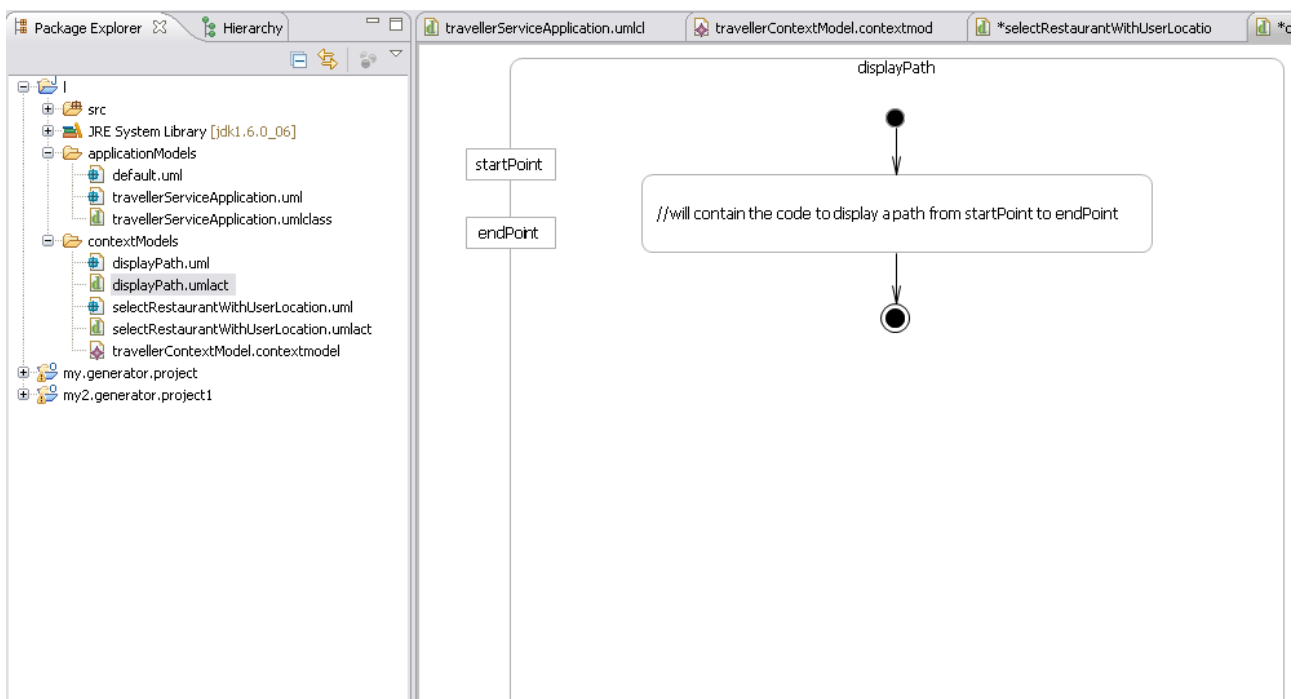 Package Explorer
Hierarchy
travellerServiceApplication.umlcl
travellerContextModel.contextmod
*selectRestaurantWithUserLocatio
I
src
JRE System Library [jdk1.6.0_06]
applicationModels
default.uml
travellerServiceApplication.uml
travellerServiceApplication.umlclass
contextModels
displayPath.uml
displayPath.umlact
selectRestaurantWithUserLocation.uml
selectRestaurantWithUserLocation.umlact
travellerContextModel.contextmodel
my.generator.project
my2.generator.project1
displayPath
startPoint
//will contain the code to display a path from startPoint to endPoint
endPoint